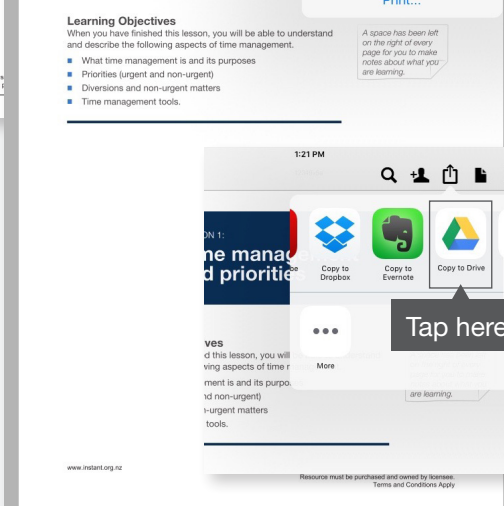 Print...
Learning Objectives
When you have finished this lesson, you will be able to understand
and describe the following aspects of time management.
What time management is and its purposes
Priorities (urgent and non-urgent)
Diversions and non-urgent matters
Time management tools.
A space has been left
on the right of every
page for you to make
notes about what you
are learning.
1:21 PM
ON 1:
me manage
d prioritie
Copy to
Dropbox
Copy to
Evernote
Copy to Drive
Tap here
More
ves
d this lesson, you will
wing aspects of time
ment is and its purpo
nd non-urgent)
n-urgent matters
tools.
are learning.
www.instant.org.nz
Resource must be purchased and owned by licensee.
Terms and Conditions Apply